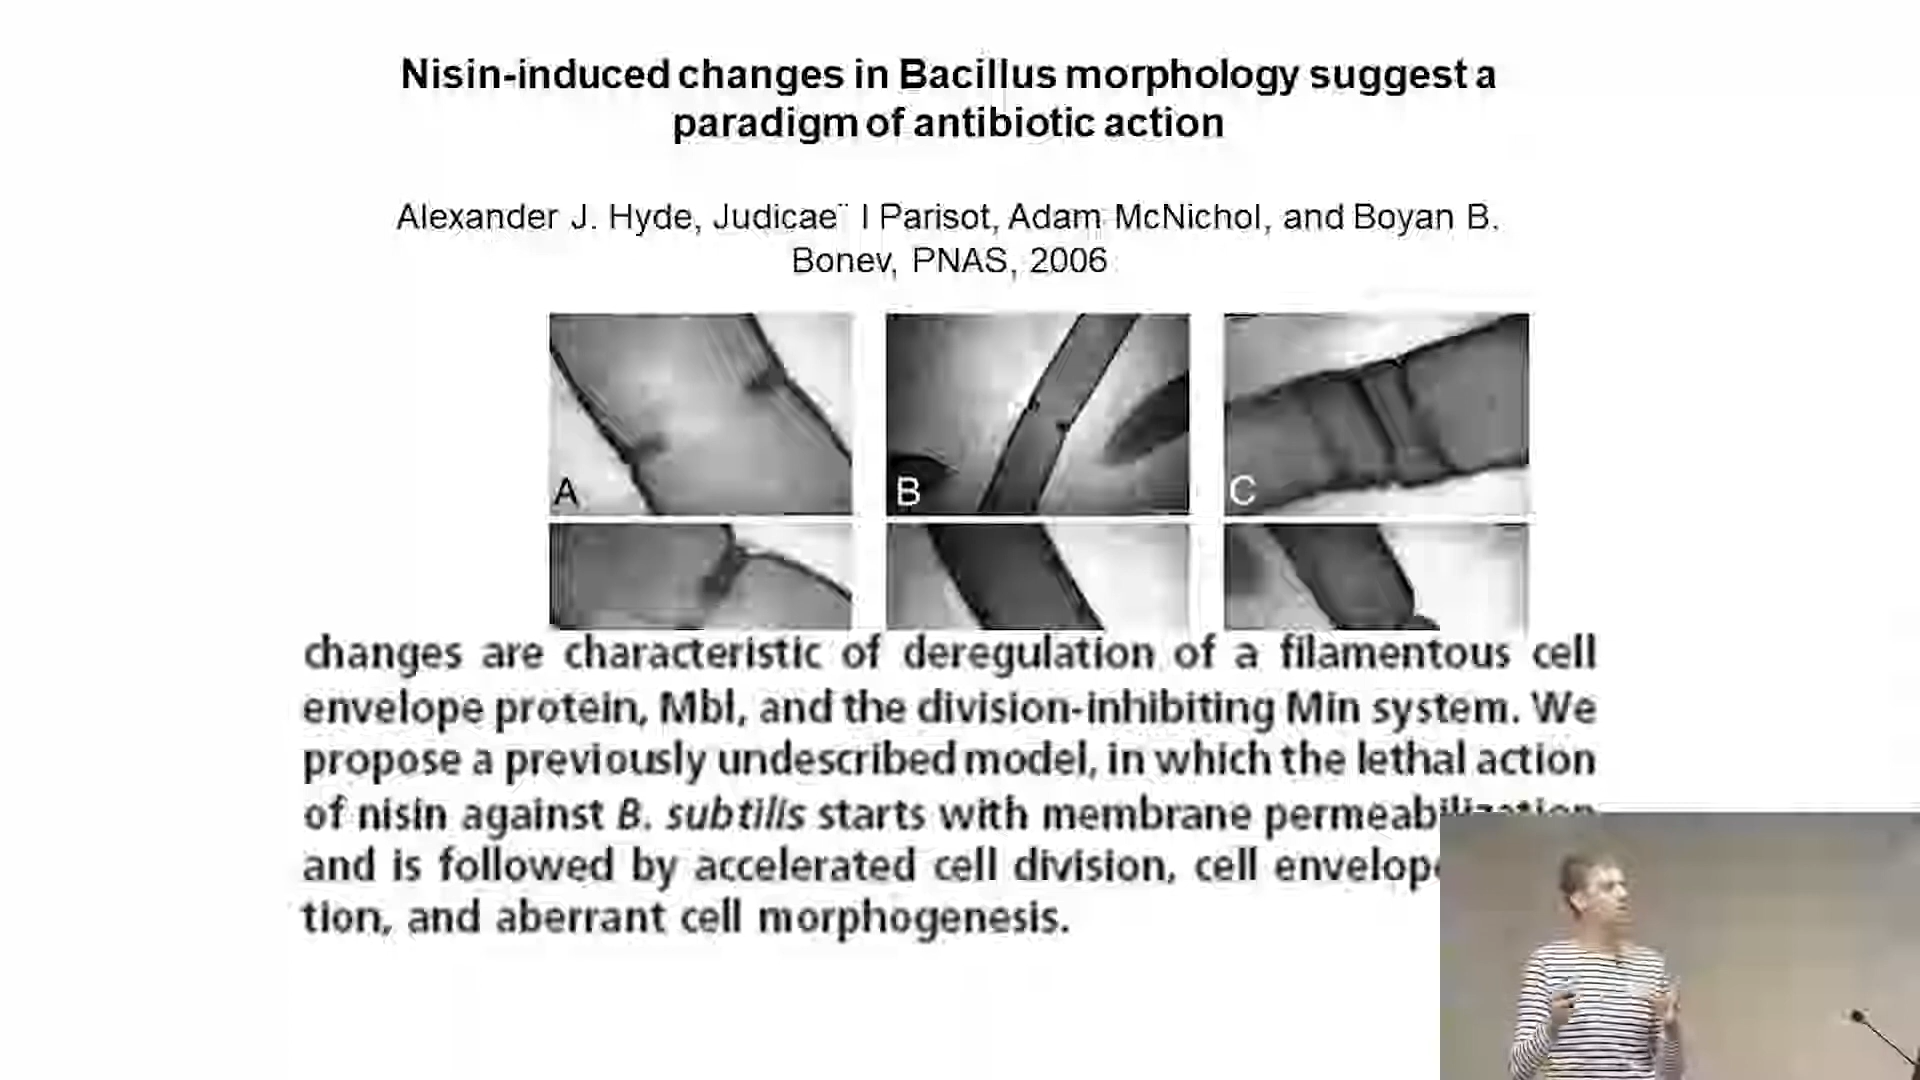 Nisin-induced changes in Bacillus morphology suggest a
paradigm of antibiotic action
Alexander J. Hyde, Judicae¨ l Parisot, Adam McNichol, and Boyan B.
Bonev, PNAS, 2006
A B C
changes are characteristic of deregulation of a filamentous cell
envelope protein, Mbl, and the division-inhibiting Min system. We
propose a previously undescribed model, in which the lethal action
of nisin against B. subtilis starts with membrane permeabilization
and is followed by accelerated cell division, cell envelope
tion, and aberrant cell morphogenesis.